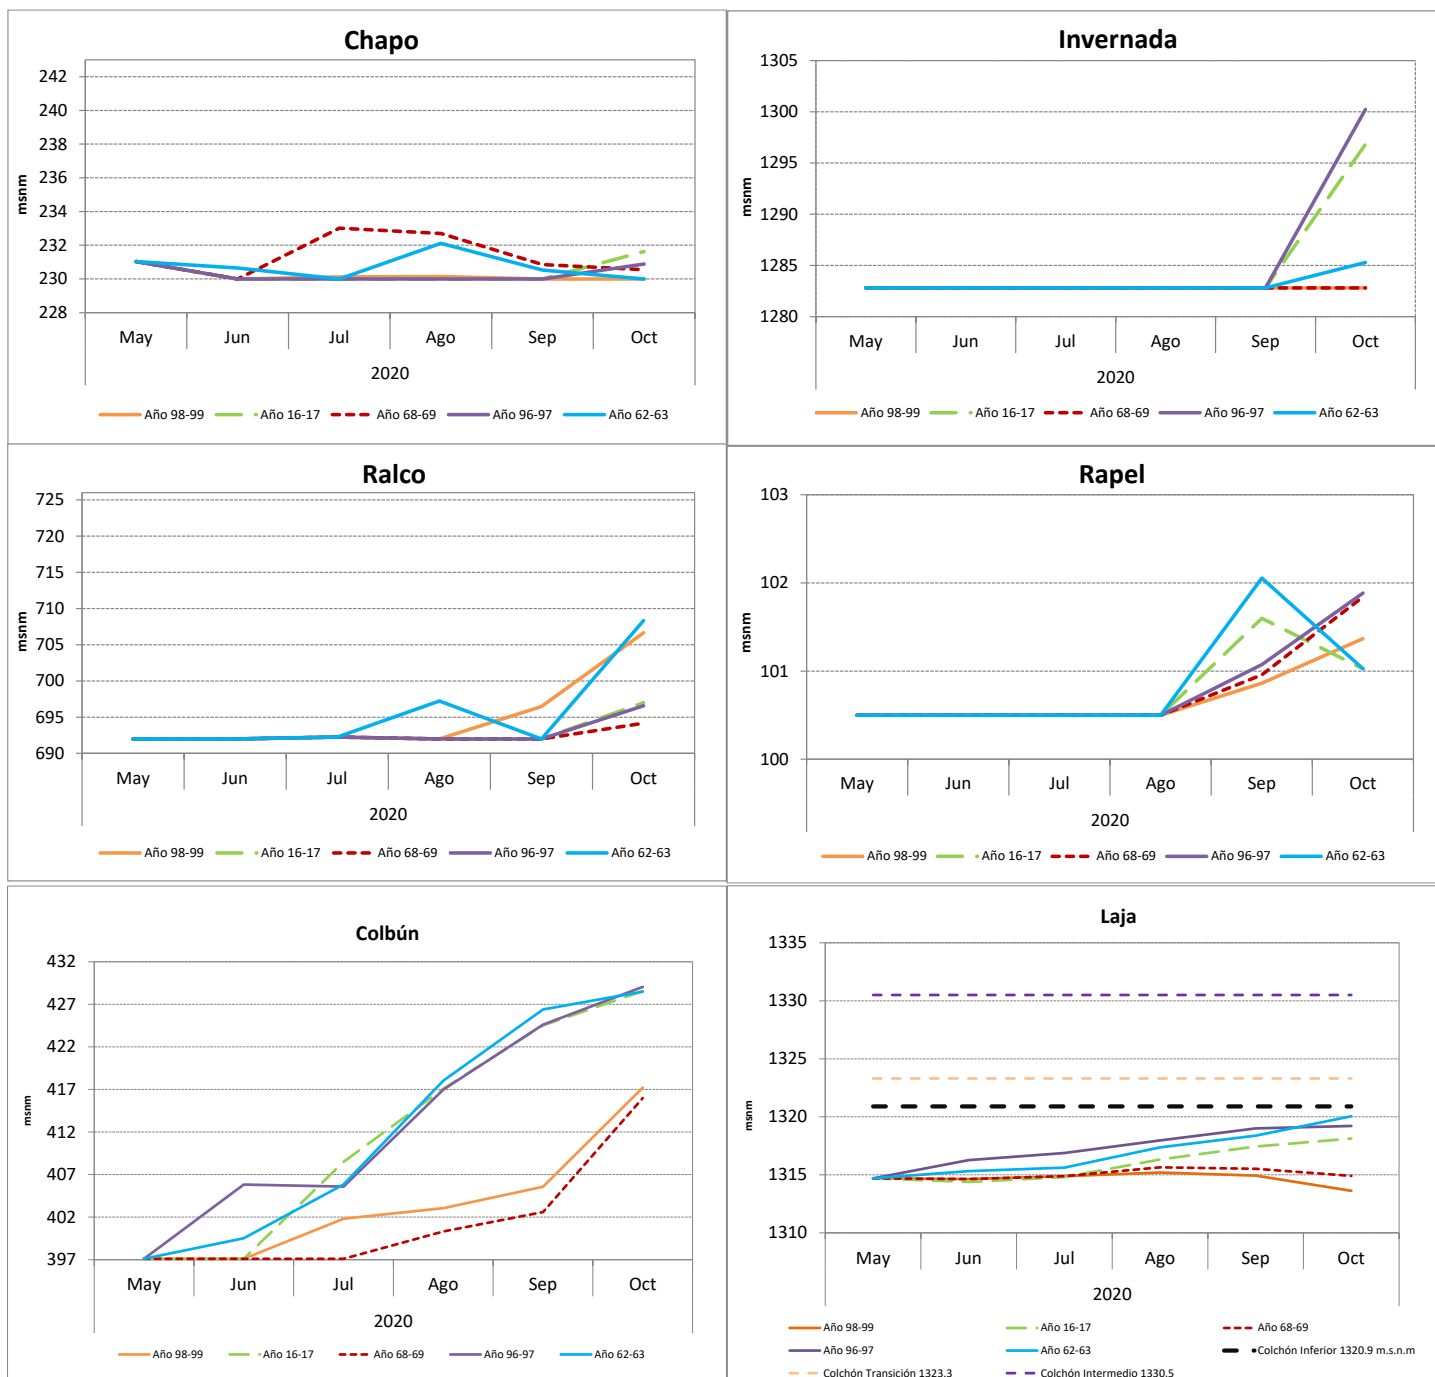 Chapo
242
240
238
236
234
232
230
228
msnm
May Jun Jul Ago Sep Oct
2020
Año 98-99 Año 16-17 Año 68-69 Año 96-97 Año 62-63
Invernada
1305
1300
1295
1290
1285
1280
msnm
May Jun Jul Ago Sep Oct
2020
Año 98-99 Año 16-17 Año 68-69 Año 96-97 Año 62-63
Ralco
725
720
715
710
705
700
695
690
msnm
May Jun Jul Ago Sep Oct
2020
Año 98-99 Año 16-17 Año 68-69 Año 96-97 Año 62-63
Rapel
103
102
101
100
msnm
May Jun Jul Ago Sep Oct
2020
Año 98-99 Año 16-17 Año 68-69 Año 96-97 Año 62-63
Colbún
432
427
422
417
412
407
402
397
msnm
May Jun Jul Ago Sep Oct
2020
Año 98-99 Año 16-17 Año 68-69 Año 96-97 Año 62-63
Laja
1335
1330
1325
1320
1315
1310
msnm
May Jun Jul Ago Sep Oct
2020
Año 98-99 Año 16-17 Año 68-69
Año 96-97 Año 62-63 Colchón Inferior 1320.9 m.s.n.m
Colchón Transición 1323.3 Colchón Intermedio 1330.5